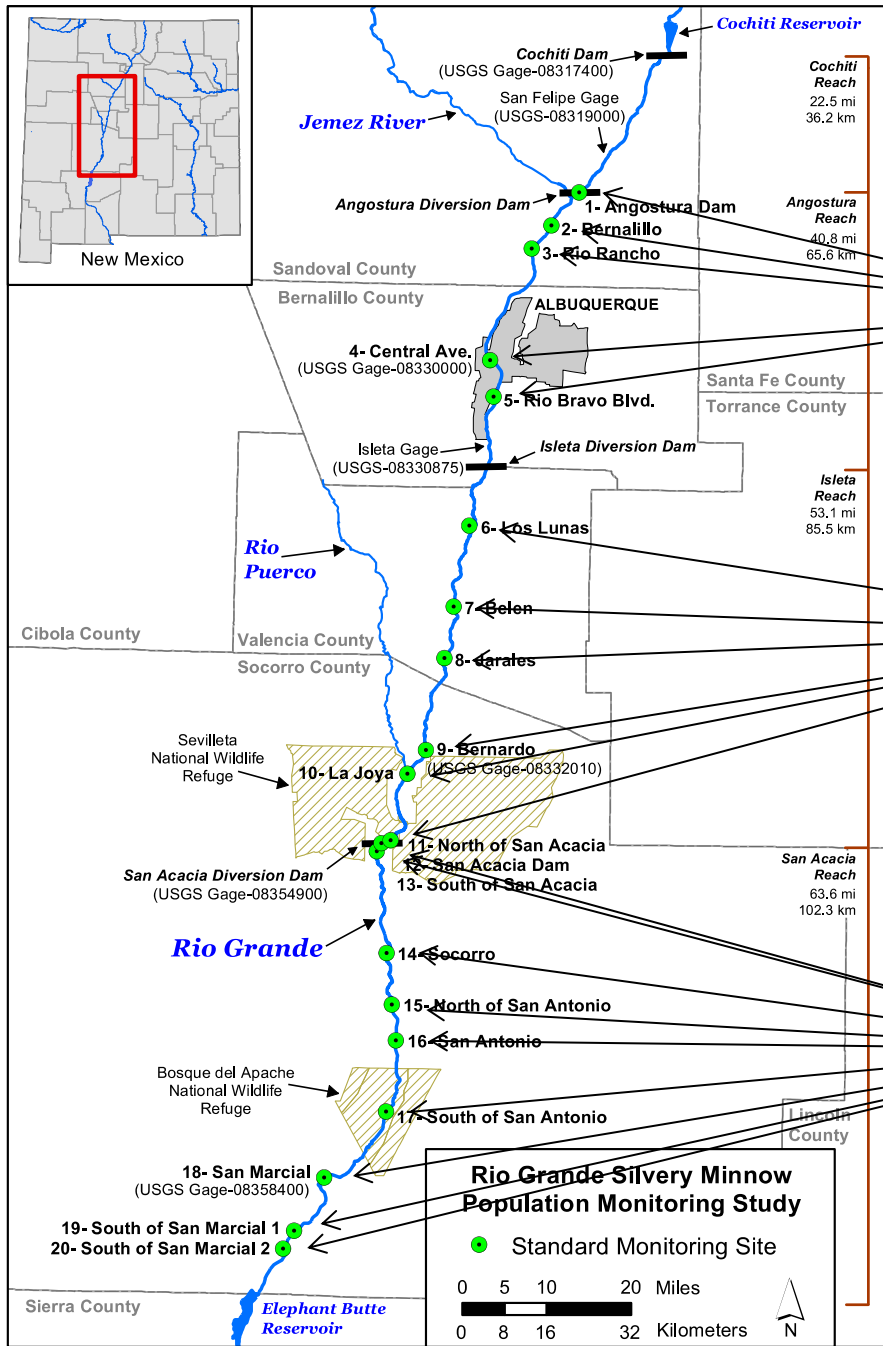 Cochiti Reservoir
Cochiti Dam
(USGS Gage-08317400)
Cochiti
Reach
22.5 mi
36.2 km
San Felipe Gage
(USGS-08319000)
Jemez River
New Mexico
Angostura Diversion Dam
1- Angostura Dam
Angostura
Reach
40.8 mi
65.6 km
2- Bernalillo
3- Rio Rancho
Sandoval County
Bernalillo County
ALBUQUERQUE
4- Central Ave.
(USGS Gage-08330000)
Santa Fe County
Torrance County
5- Rio Bravo Blvd.
Isleta Gage
(USGS-08330875)
Isleta Diversion Dam
Isleta
Reach
53.1 mi
85.5 km
6- Los Lunas
Rio
Puerco
7- Belen
Cibola County
Valencia County
Socorro County
8- Jarales
Sevilleta
National Wildlife
Refuge
9- Bernardo
(USGS Gage-08332010)
10- La Joya
11- North of San Acacia
12- San Acacia Dam
13- South of San Acacia
San Acacia Diversion Dam
(USGS Gage-08354900)
San Acacia
Reach
63.6 mi
102.3 km
Rio Grande
14- Socorro
15- North of San Antonio
16- San Antonio
Bosque del Apache
National Wildlife
Refuge
17- South of San Antonio
Lincoln
County
18- San Marcial
(USGS Gage-08358400)
19- South of San Marcial 1
20- South of San Marcial 2
Sierra County
Elephant Butte
Reservoir
Rio Grande Silvery Minnow
Population Monitoring Study
Standard Monitoring Site
0 5 10 20 Miles
0 8 16 32 Kilometers
N